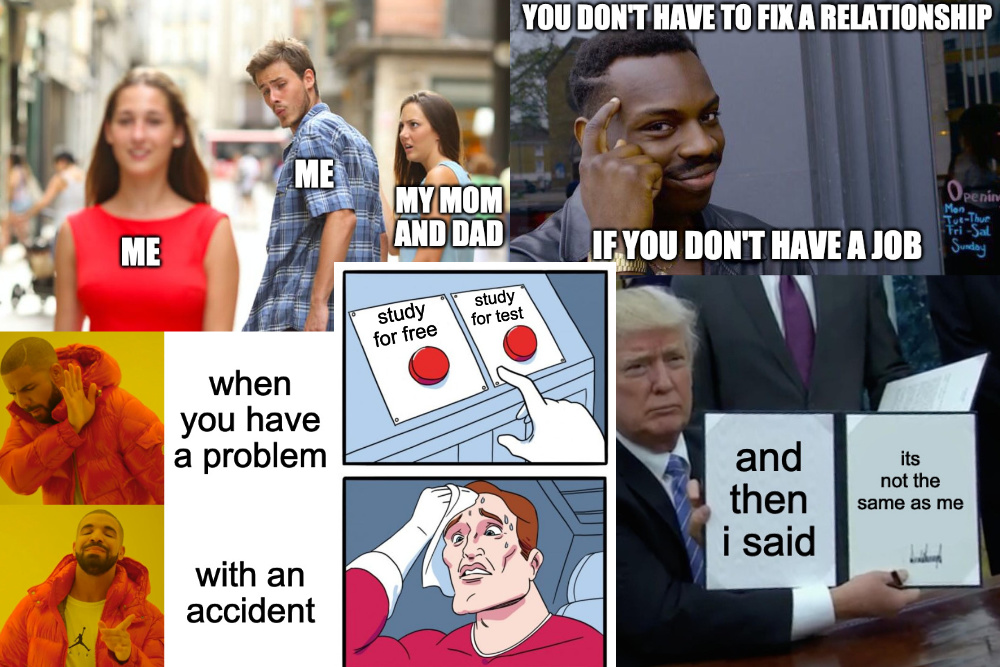 YOU DON'T HAVE TO FIX A RELATIONSHIP
ME
MY MOM
AND DAD
ME
IF YOU DON'T HAVE A JOB
Opening
Mon
Tue-Thur
Fri-Sat
Sunday
study
for free
study
for test
when
you have
a problem
with an
accident
and
then
i said
its
not the
same as me